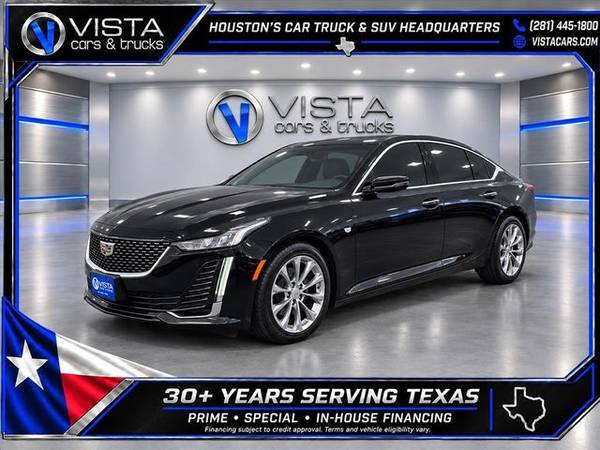 VISTA
cars & trucks
HOUSTON'S CAR TRUCK & SUV HEADQUARTERS
(281) 445-1800
VISTACARS.COM
VISTA
cars & trucks
VISTA
30+ YEARS SERVING TEXAS
PRIME • SPECIAL • IN-HOUSE FINANCING
Financing subject to credit approval. Terms and vehicle eligibility vary.